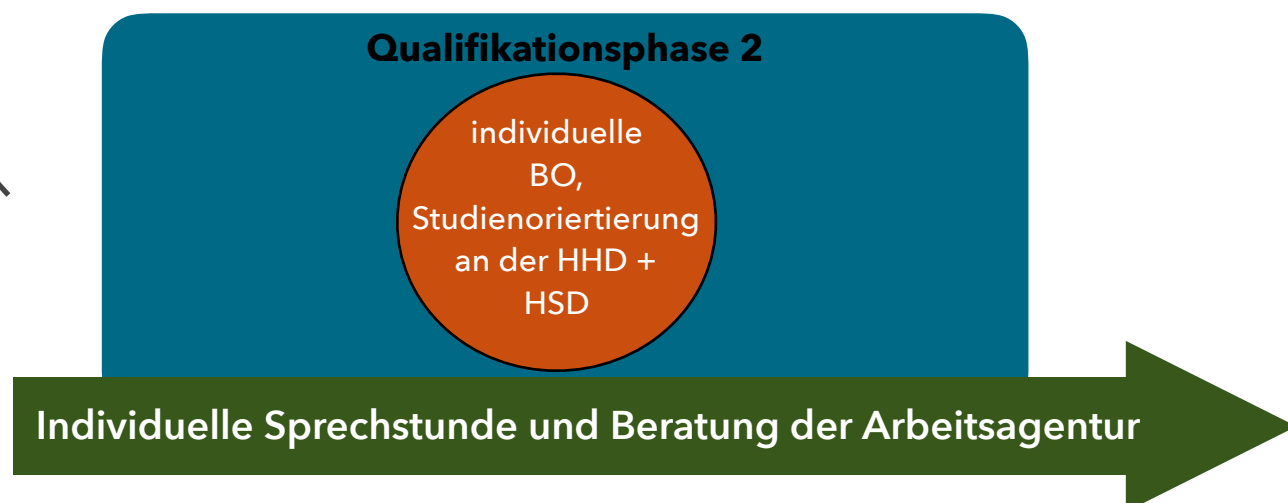 Qualifikationsphase 2
individuelle
BO,
Studienoriertierung
an der HHD +
HSD
Individuelle Sprechstunde und Beratung der Arbeitsagentur